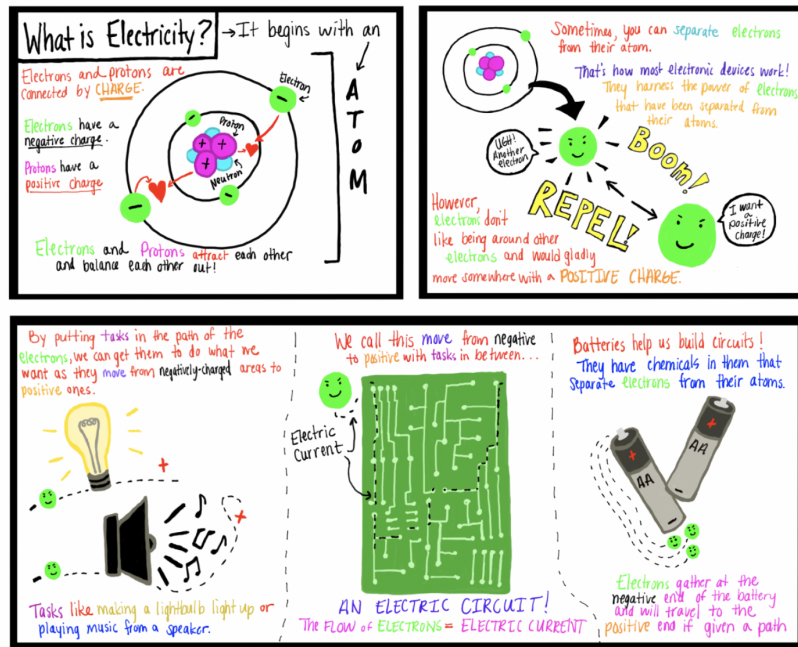 What is Electricity? → It begins with an
ATOM
Electrons and protons are
connected by CHARGE.
Electrons have a
negative charge.
Protons have a
positive charge
Electron
-
Proton
+ +
+
Neutron
-
-
-
Electrons and Protons attract each other
and balance each other out!
Sometimes, you can separate electrons
from their atom.
That's how most electronic devices work!
They harness the power of electrons
that have been separated from
their atoms.
UGH!
Another
electron
BOOM!
REPEL!
I want
a
positive
charge!
However,
electrons don't
like being around other
electrons and would gladly
move somewhere with a POSITIVE CHARGE.
By putting tasks in the path of the
electrons, we can get them to do what we
want as they move from negatively-charged areas to
positive ones.
+
+
-
-
Tasks like making a lightbulb light up or
playing music from a speaker.
We call this move from negative
to positive with tasks in between...
Electric
Current
AN ELECTRIC CIRCUIT!
The FLOW of ELECTRONS = ELECTRIC CURRENT
Batteries help us build circuits!
They have chemicals in them that
separate electrons from their atoms.
+
AA
-
+
AA
-
Electrons gather at the
negative end of the battery
and will travel to the
positive end if given a path